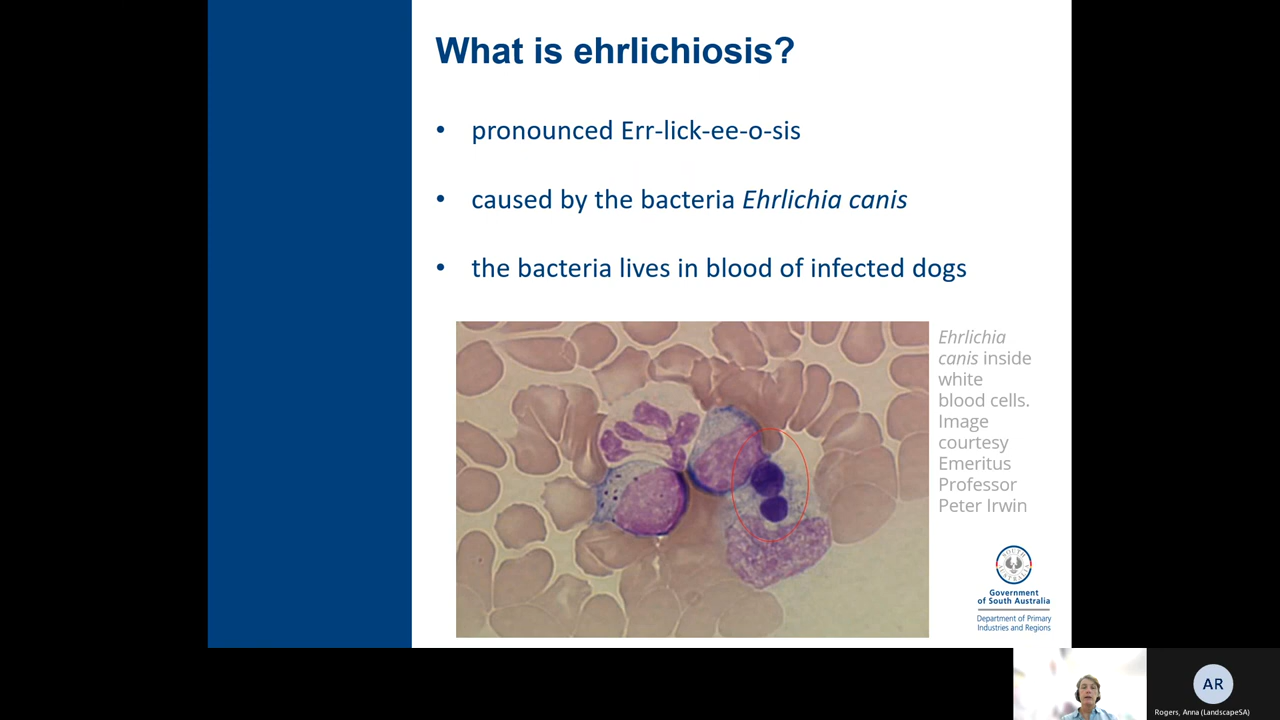 What is ehrlichiosis?
• pronounced Err-lick-ee-o-sis
• caused by the bacteria Ehrlichia canis
• the bacteria lives in blood of infected dogs
Ehrlichia
canis inside
white
blood cells.
Image
courtesy
Emeritus
Professor
Peter Irwin
SOUTH
AUSTRALIA
Government
of South Australia
Department of Primary
Industries and Regions
AR
Rogers, Anna (LandscapeSA)